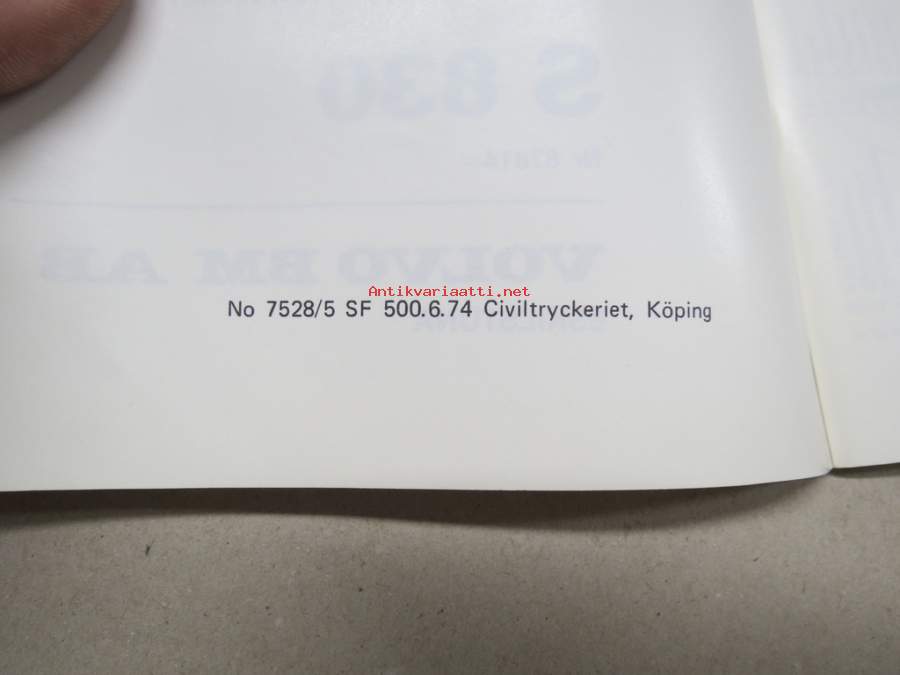 S 830
VOLVO BM AB
Antikvariaatti.net
No 7528/5 SF 500.6.74 Civiltryckeriet, Köping